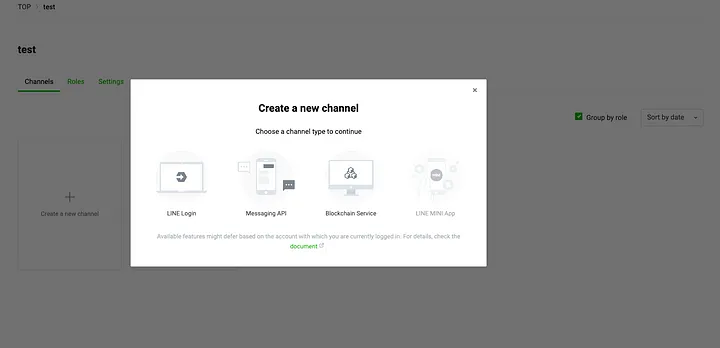 TOP test
test
Channels Roles Settings
Group by role Sort by date
Create a new channel
×
Create a new channel
Choose a channel type to continue
LINE Login Messaging API Blockchain Service LINE MINI App
Available features might defer based on the account with which you are currently logged in. For details, check the
document